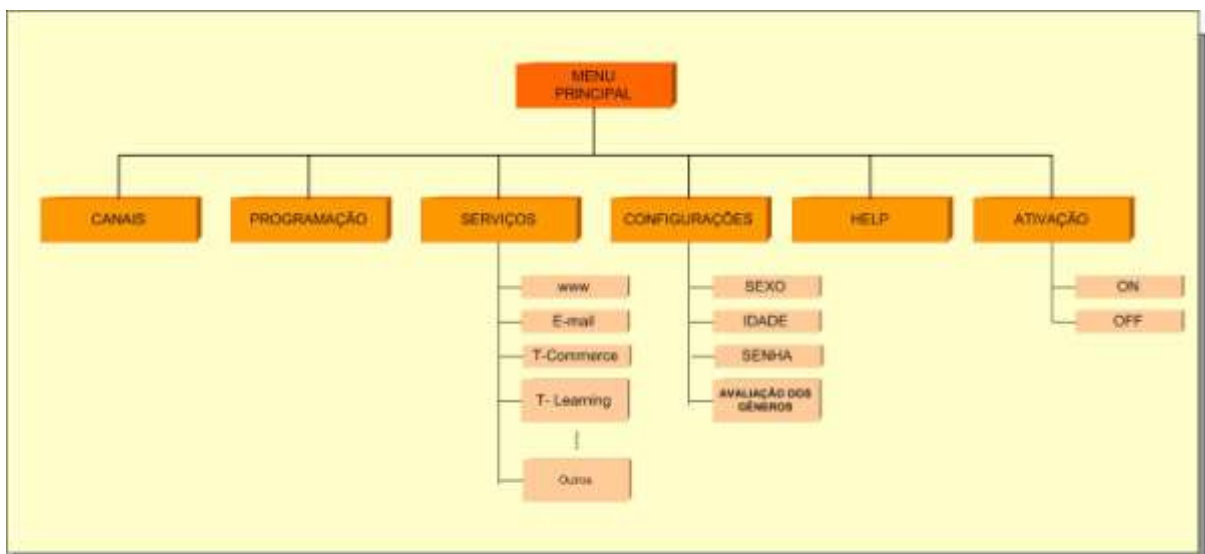 MENU
PRINCIPAL
CANAIS
PROGRAMAÇÃO
SERVIÇOS
CONFIGURAÇÕES
HELP
ATIVAÇÃO
www
SEXO
ON
E-mail
IDADE
OFF
T-Commerce
SENHA
T- Learning
AVALIAÇÃO DOS
GÊNEROS
Outros